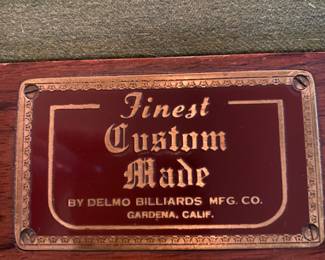 Finest
Custom
Made
BY DELMO BILLIARDS MFG. CO.
GARDENA, CALIF.